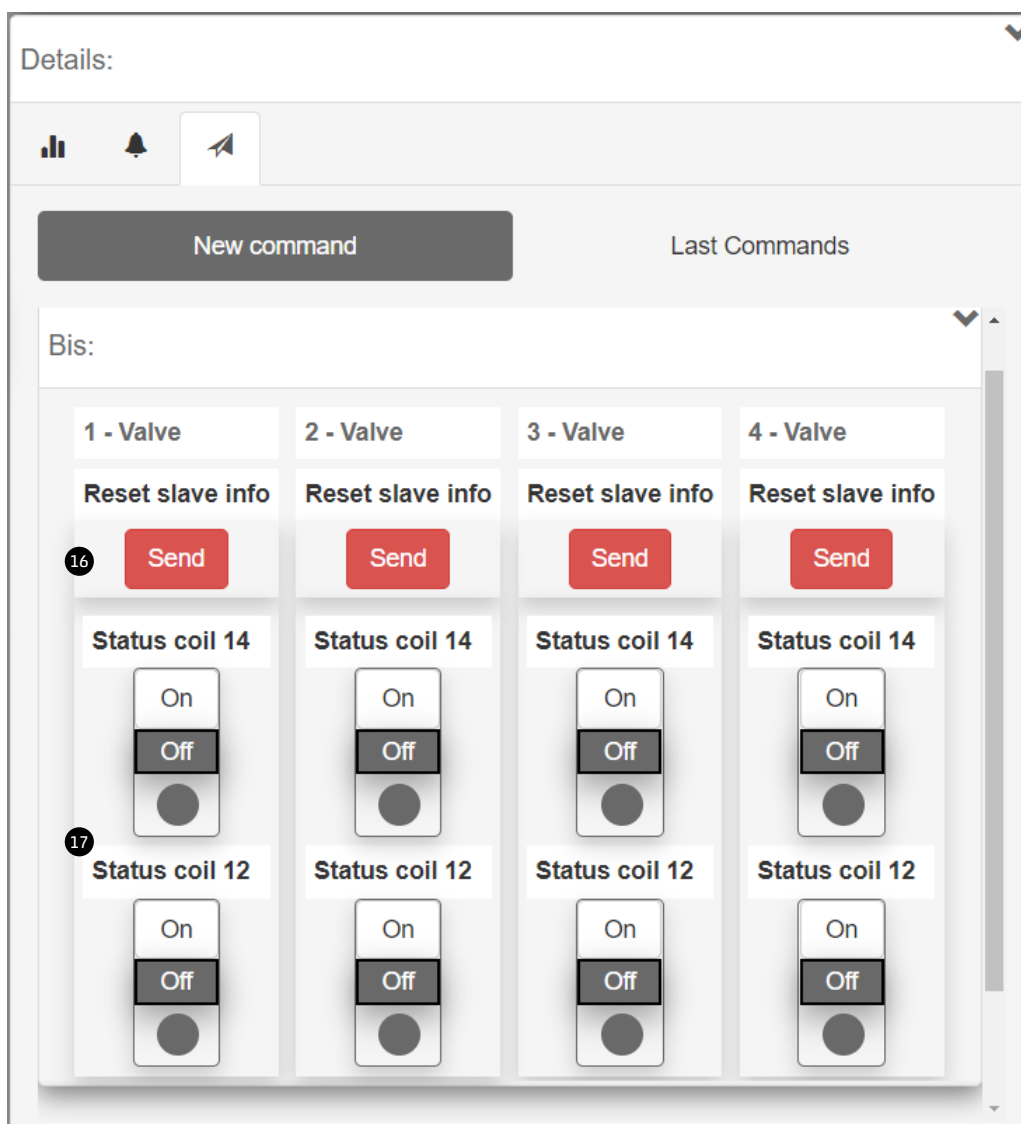 Details:
New command Last Commands
Bis:
1 - Valve 2 - Valve 3 - Valve 4 - Valve
Reset slave info Reset slave info Reset slave info Reset slave info
16 Send Send Send Send
Status coil 14 Status coil 14 Status coil 14 Status coil 14
On On On On
Off Off Off Off
17
Status coil 12 Status coil 12 Status coil 12 Status coil 12
On On On On
Off Off Off Off